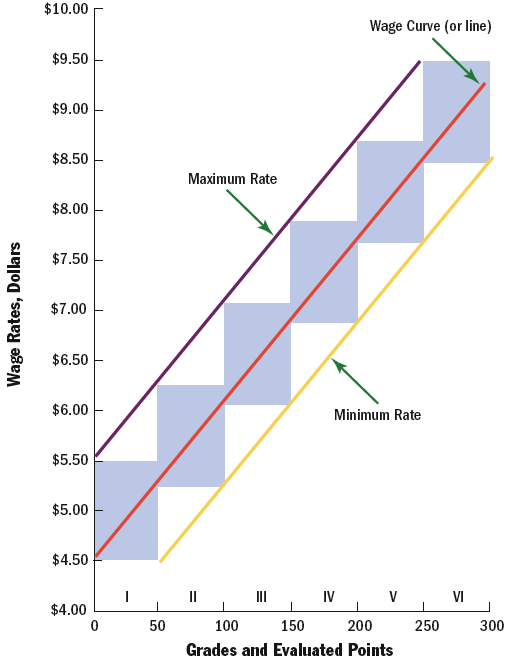 $10.00
Wage Curve (or line)
$9.50
$9.00
$8.50
Maximum Rate
$8.00
$7.50
$7.00
$6.50
$6.00
Minimum Rate
$5.50
$5.00
$4.50
$4.00
Wage Rates, Dollars
I II III IV V VI
0 50 100 150 200 250 300
Grades and Evaluated Points